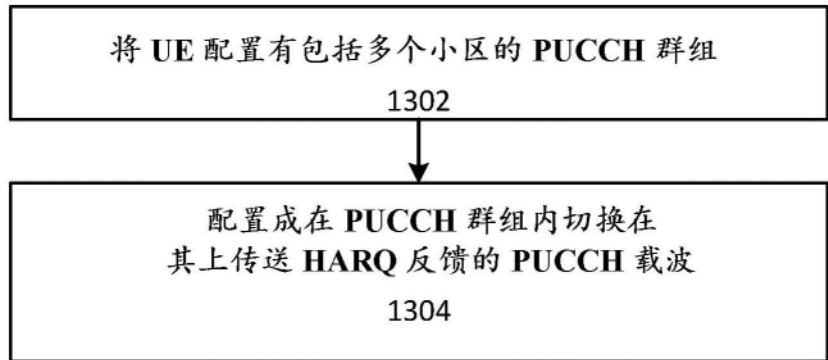 将 UE 配置有包括多个小区的 PUCCH 群组
1302
配置成在 PUCCH 群组内切换在
其上传送 HARQ 反馈的 PUCCH 载波
1304